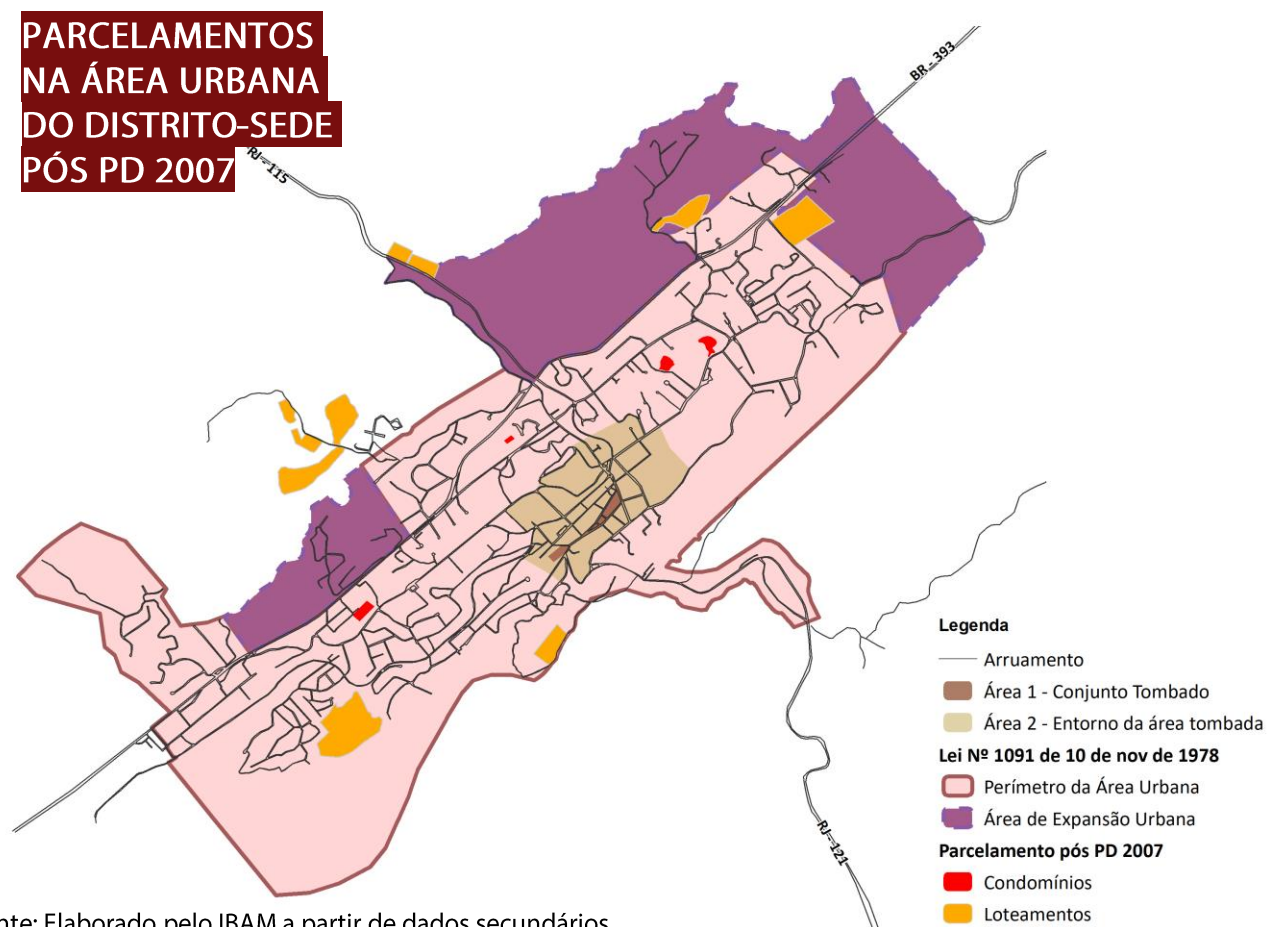 PARCELAMENTOS
NA ÁREA URBANA
DO DISTRITO-SEDE
PÓS PD 2007
BR - 393
RJ - 115
Legenda
Arruamento
Área 1 - Conjunto Tombado
Área 2 - Entorno da área tombada
Lei Nº 1091 de 10 de nov de 1978
Perímetro da Área Urbana
Área de Expansão Urbana
Parcelamento pós PD 2007
Condomínios
Loteamentos
RJ - 121
nte: Elaborado pelo IBAM a partir de dados secundários